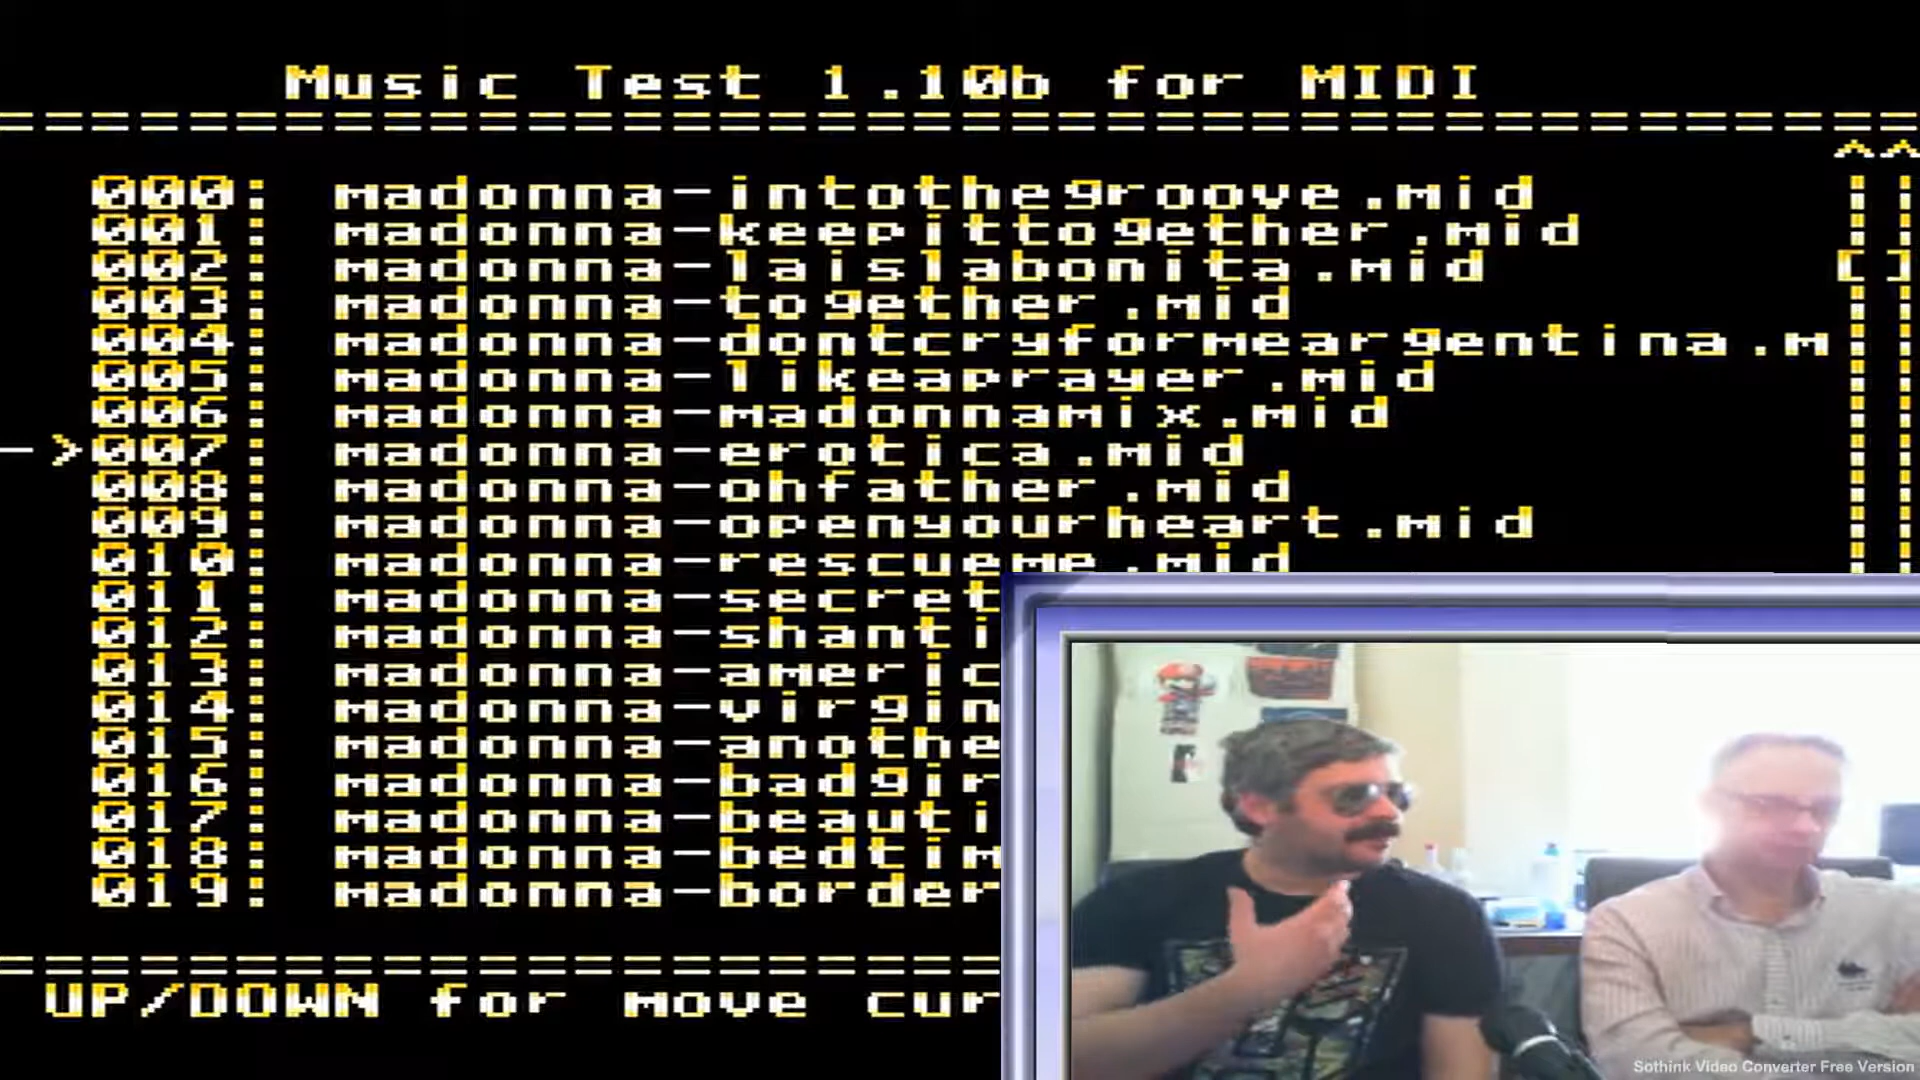 Music Test 1.10b for MIDI
000: madonna-intothegroove.mid
001: madonna-keepittogether.mid
002: madonna-laislabonita.mid
003: madonna-together.mid
004: madonna-dontcryformeargentina.m
005: madonna-likeaprayer.mid
006: madonna-madonnamix.mid
-->007: madonna-erotica.mid
008: madonna-ohfather.mid
009: madonna-openyourheart.mid
010: madonna-rescueme.mid
011: madonna-secret
012: madonna-shanti
013: madonna-americ
014: madonna-virgin
015: madonna-anothe
016: madonna-badgir
017: madonna-beauti
018: madonna-bedtim
019: madonna-border
UP/DOWN for move cur
Sothink Video Converter Free Version